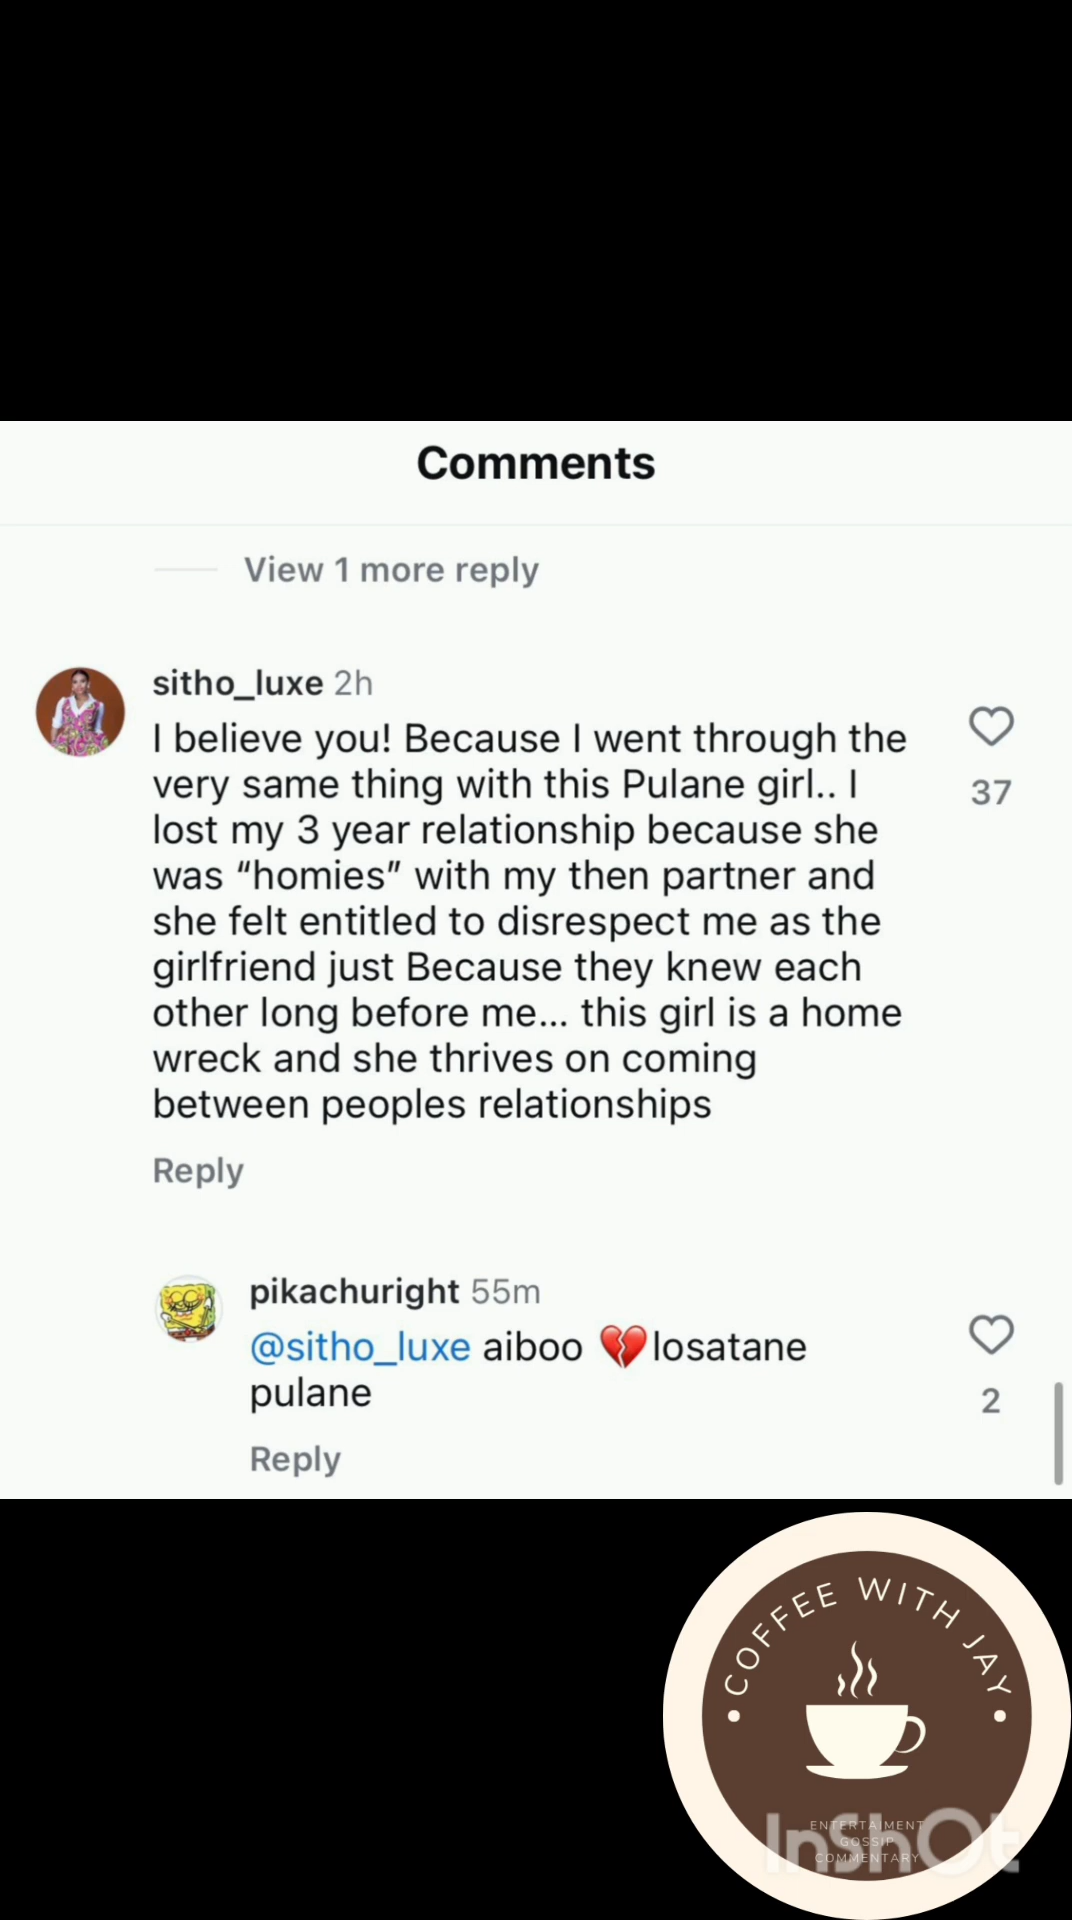 Comments
View 1 more reply
sitho_luxe 2h
I believe you! Because I went through the
very same thing with this Pulane girl.. I
lost my 3 year relationship because she
was “homies” with my then partner and
she felt entitled to disrespect me as the
girlfriend just Because they knew each
other long before me... this girl is a home
wreck and she thrives on coming
between peoples relationships
37
Reply
pikachuright 55m
@sitho_luxe aiboo 💔losatane
pulane
2
Reply
COFFEE WITH JAY
ENTERTAIMENT
GOSSIP
COMMENTARY
InShOt